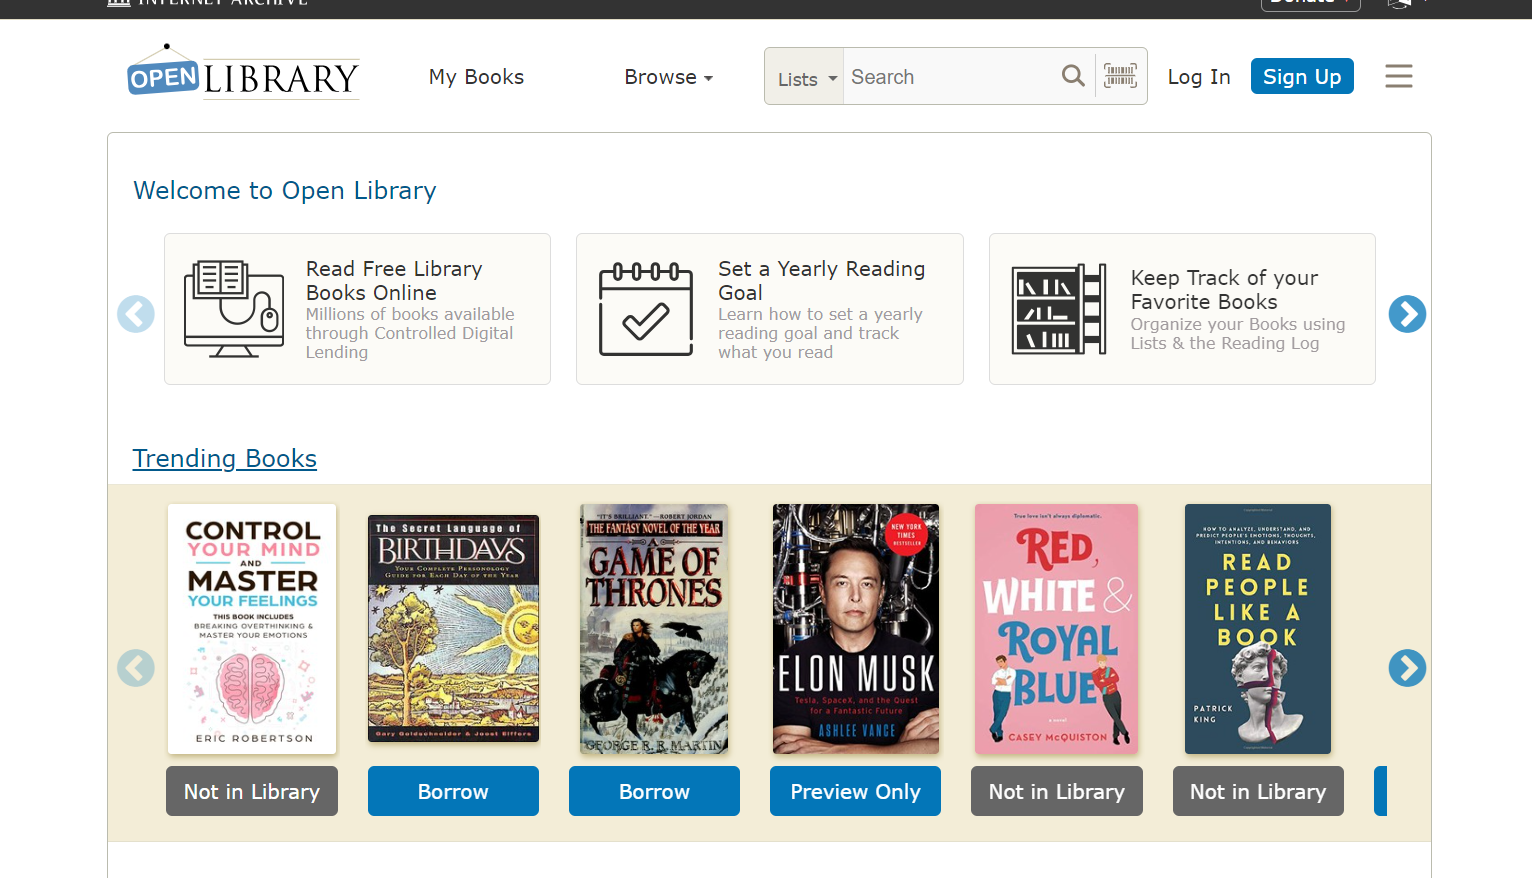 INTERNET ARCHIVE
Donate
OPEN LIBRARY
My Books
Browse
Lists
Search
Log In
Sign Up
Welcome to Open Library
Read Free Library
Books Online
Millions of books available
through Controlled Digital
Lending
Set a Yearly Reading
Goal
Learn how to set a yearly
reading goal and track
what you read
Keep Track of your
Favorite Books
Organize your Books using
Lists & the Reading Log
Trending Books
CONTROL
YOUR MIND
AND
MASTER
YOUR FEELINGS
THIS BOOK INCLUDES
BREAKING OVERTHINKING &
MASTER YOUR EMOTIONS
ERIC ROBERTSON
Not in Library
The Secret Language of
BIRTHDAYS
YOUR COMPLETE PERSONOLOGY
GUIDE FOR EACH DAY OF THE YEAR
Gary Goldschneider & Joost Elffers
Borrow
"IT'S BRILLIANT."—ROBERT JORDAN
THE FANTASY NOVEL OF THE YEAR
A
GAME OF
THRONES
GEORGE R. R. MARTIN
Borrow
NEW YORK
TIMES
BESTSELLER
ELON MUSK
Tesla, SpaceX, and the Quest
for a Fantastic Future
ASHLEE VANCE
Preview Only
True love isn't always diplomatic.
RED,
WHITE &
ROYAL
BLUE
a novel
CASEY McQUISTON
Not in Library
HOW TO ANALYZE, UNDERSTAND, AND
PREDICT PEOPLE'S EMOTIONS, THOUGHTS,
INTENTIONS, AND BEHAVIORS
READ
PEOPLE
LIKE A
BOOK
PATRICK
KING
Not in Library